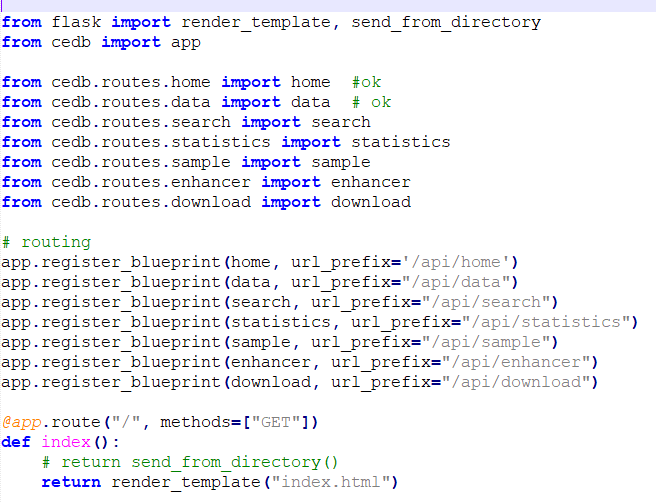 from flask import render_template, send_from_directory
from cedb import app

from cedb.routes.home import home  #ok
from cedb.routes.data import data  # ok
from cedb.routes.search import search
from cedb.routes.statistics import statistics
from cedb.routes.sample import sample
from cedb.routes.enhancer import enhancer
from cedb.routes.download import download

# routing
app.register_blueprint(home, url_prefix='/api/home')
app.register_blueprint(data, url_prefix="/api/data")
app.register_blueprint(search, url_prefix="/api/search")
app.register_blueprint(statistics, url_prefix="/api/statistics")
app.register_blueprint(sample, url_prefix="/api/sample")
app.register_blueprint(enhancer, url_prefix="/api/enhancer")
app.register_blueprint(download, url_prefix="/api/download")

@app.route("/", methods=["GET"])
def index():
    # return send_from_directory()
    return render_template("index.html")